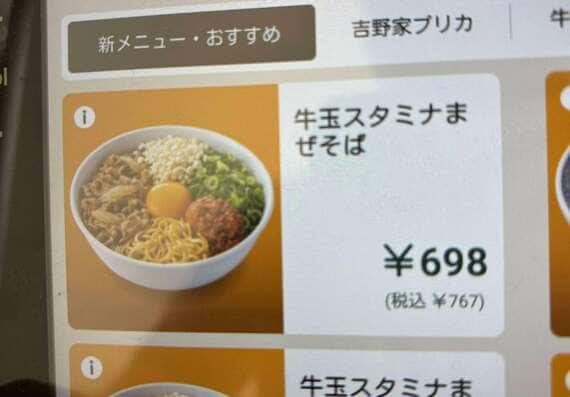 新メニュー・おすすめ
吉野家プリカ
牛
牛玉スタミナま
ぜそば
¥698
(税込 ¥767)
牛玉スタミナま